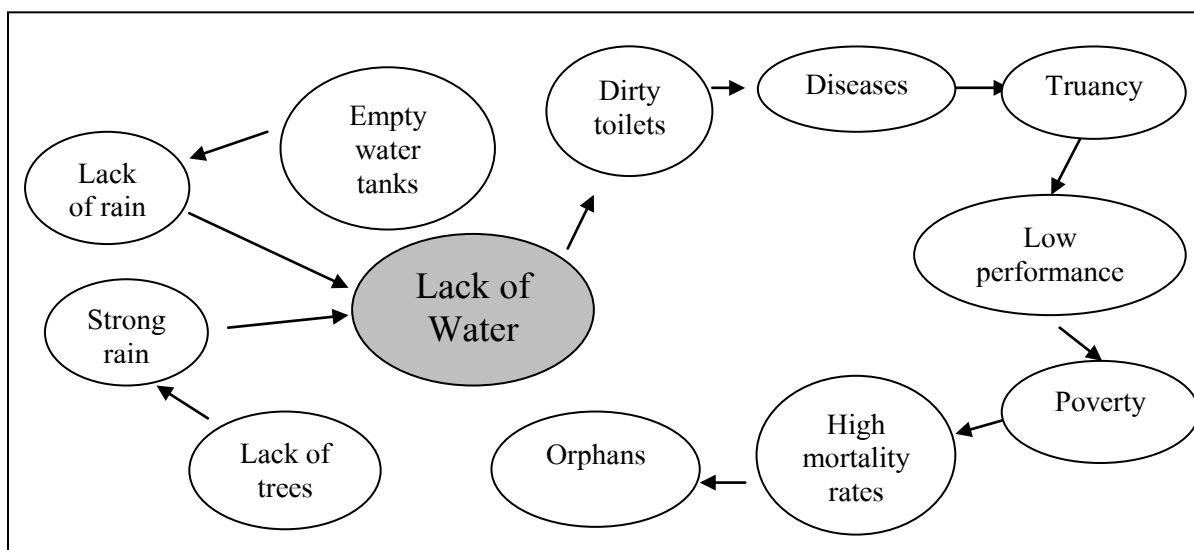 Empty
water
tanks
Lack
of rain
Strong
rain
Lack of
trees
Lack of
Water
Dirty
toilets
Diseases
Truancy
Low
performance
Poverty
High
mortality
rates
Orphans